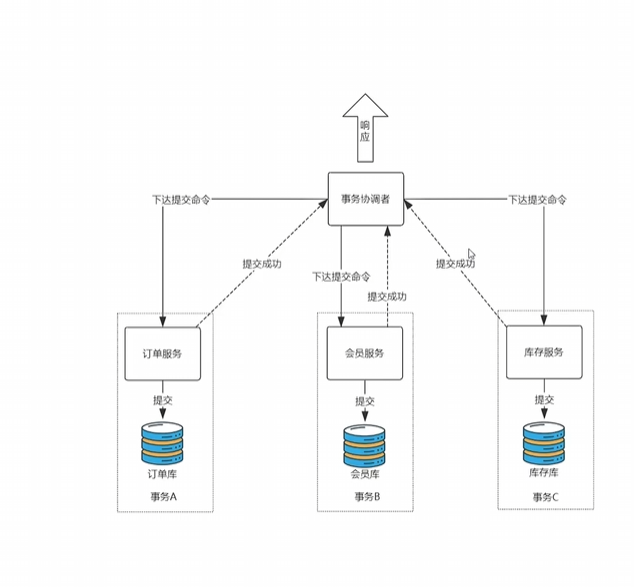 响应
事务协调者
下达提交命令
下达提交命令
提交成功
提交成功
下达提交命令
提交成功
订单服务
会员服务
库存服务
提交
提交
提交
订单库
会员库
库存库
事务A
事务B
事务C